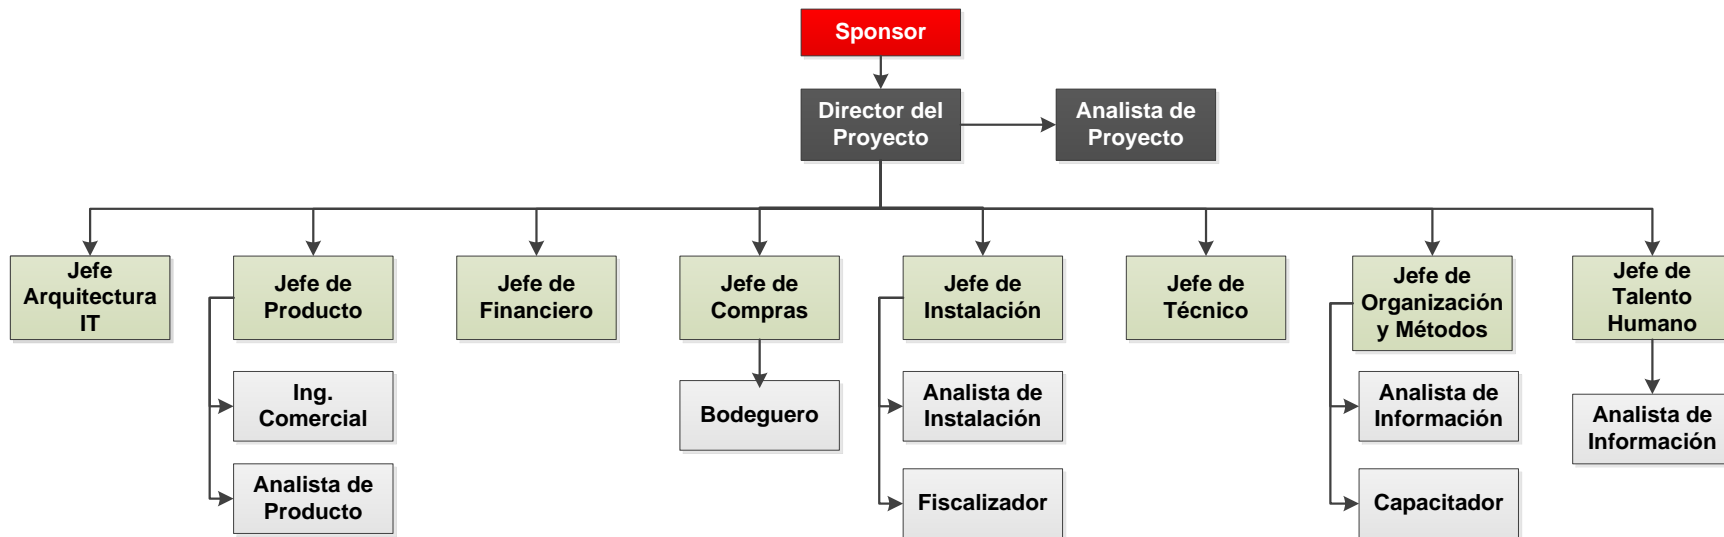 Sponsor
Director del
Proyecto
Analista de
Proyecto
Jefe
Arquitectura
IT
Jefe de
Producto
Jefe de
Financiero
Jefe de
Compras
Jefe de
Instalación
Jefe de
Técnico
Jefe de
Organización
y Métodos
Jefe de
Talento
Humano
Ing.
Comercial
Bodeguero
Analista de
Instalación
Analista de
Información
Analista de
Información
Analista de
Producto
Fiscalizador
Capacitador